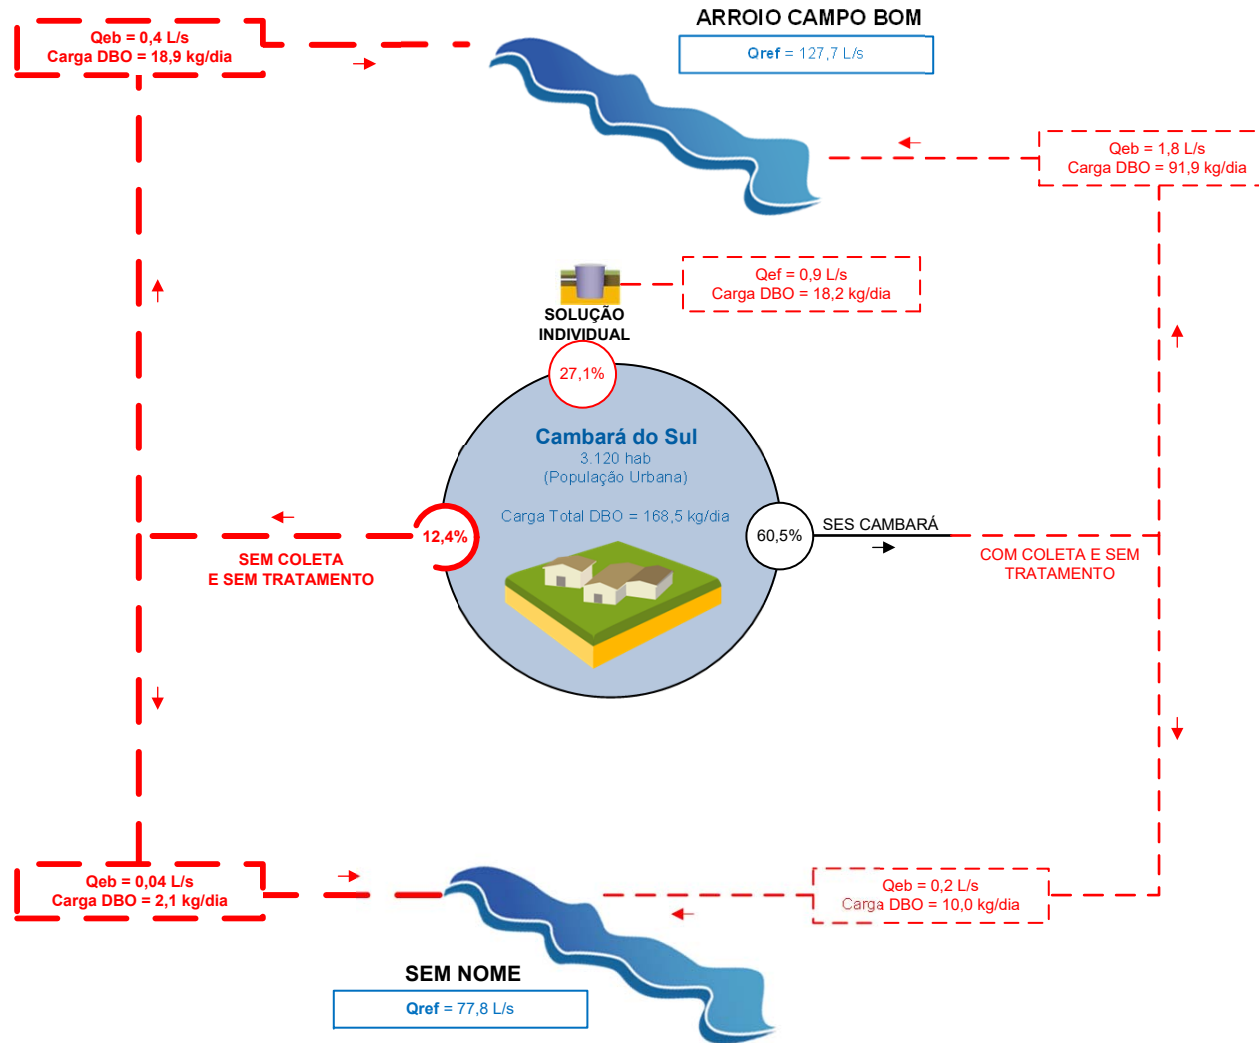 ARROIO CAMPO BOM
Qref = 127,7 L/s
Qeb = 0,4 L/s
Carga DBO = 18,9 kg/dia
Qeb = 1,8 L/s
Carga DBO = 91,9 kg/dia
Qef = 0,9 L/s
Carga DBO = 18,2 kg/dia
SOLUÇÃO
INDIVIDUAL
27,1%
Cambará do Sul
3.120 hab
(População Urbana)
Carga Total DBO = 168,5 kg/dia
12,4%
SEM COLETA
E SEM TRATAMENTO
60,5%
SES CAMBARÁ
COM COLETA E SEM
TRATAMENTO
Qeb = 0,04 L/s
Carga DBO = 2,1 kg/dia
Qeb = 0,2 L/s
Carga DBO = 10,0 kg/dia
SEM NOME
Qref = 77,8 L/s